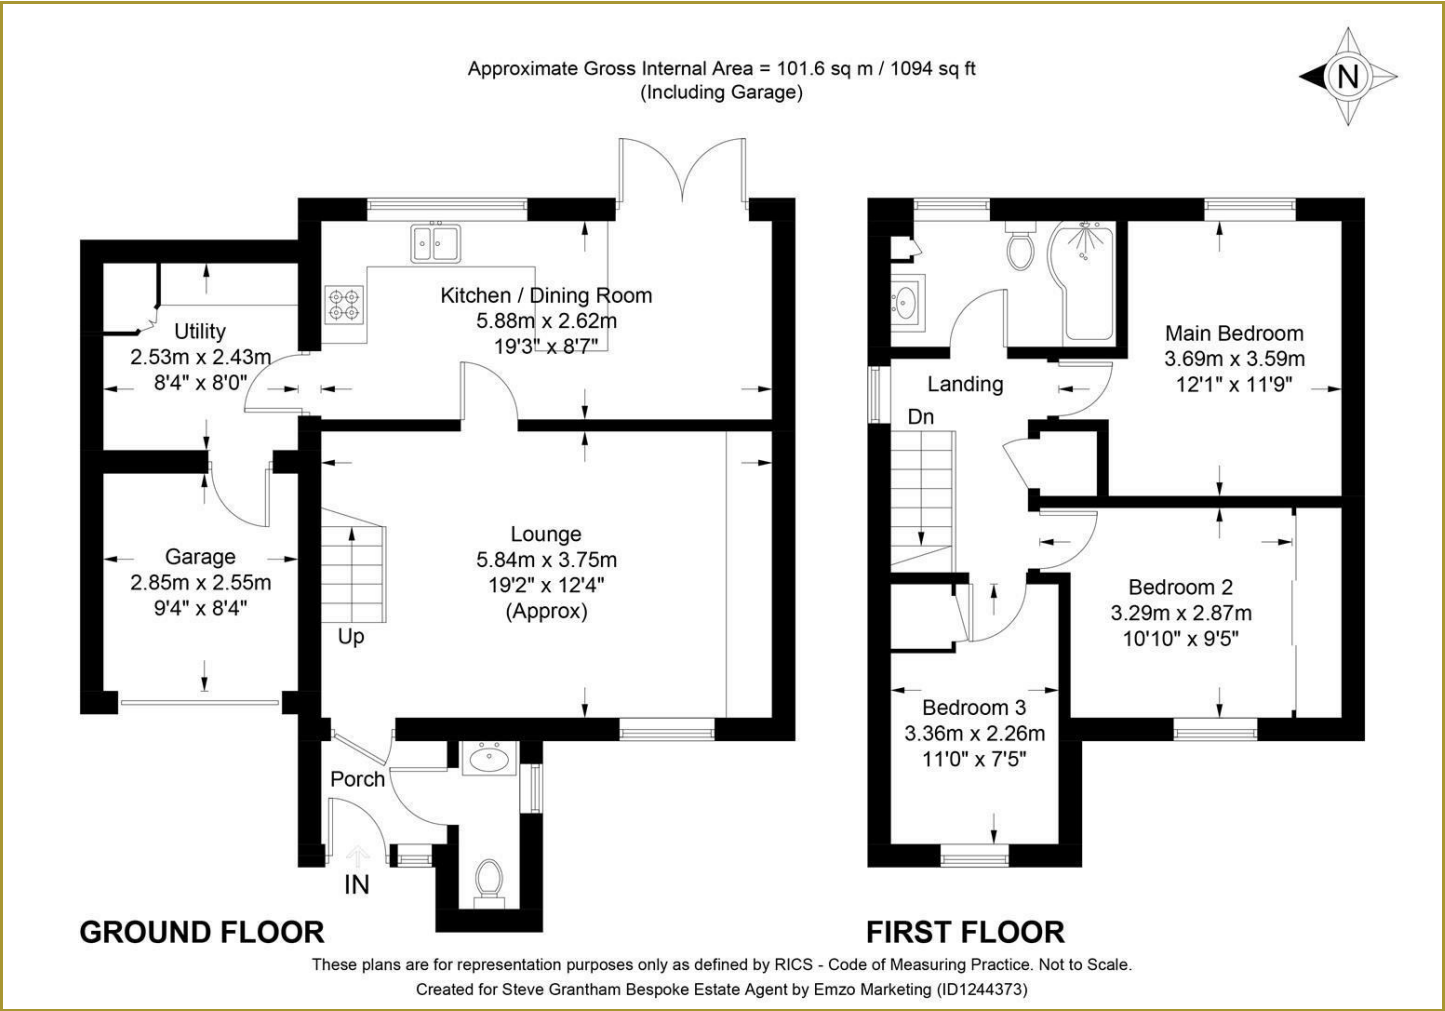 Approximate Gross Internal Area = 101.6 sq m / 1094 sq ft
(Including Garage)
N
Kitchen / Dining Room
5.88m x 2.62m
19'3" x 8'7"
Utility
2.53m x 2.43m
8'4" x 8'0"
Lounge
5.84m x 3.75m
19'2" x 12'4"
(Approx)
Garage
2.85m x 2.55m
9'4" x 8'4"
Up
Porch
IN
GROUND FLOOR
Main Bedroom
3.69m x 3.59m
12'1" x 11'9"
Landing
Dn
Bedroom 2
3.29m x 2.87m
10'10" x 9'5"
Bedroom 3
3.36m x 2.26m
11'0" x 7'5"
FIRST FLOOR
These plans are for representation purposes only as defined by RICS - Code of Measuring Practice. Not to Scale.
Created for Steve Grantham Bespoke Estate Agent by Emzo Marketing (ID1244373)